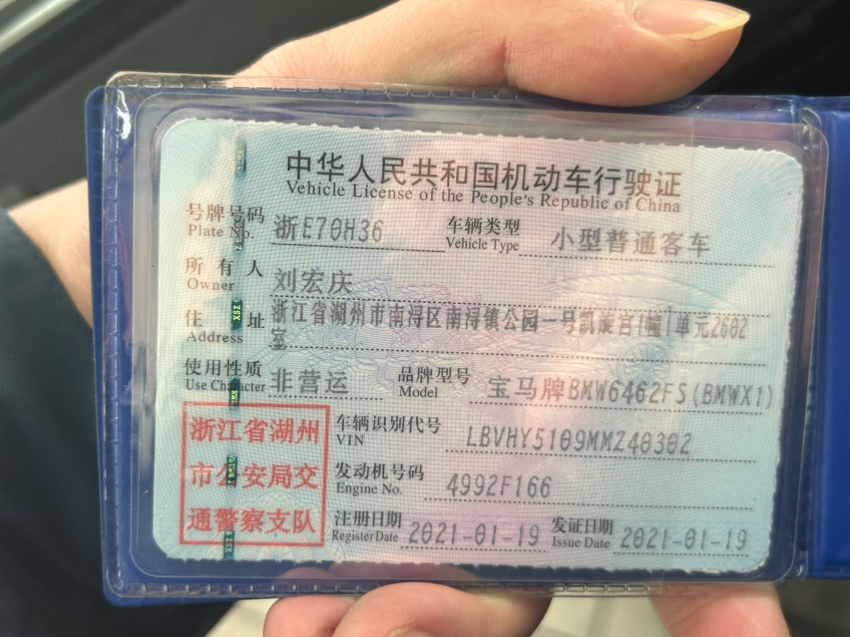 中华人民共和国机动车行驶证
Vehicle License of the People's Republic of China
号牌号码 浙E70H36 车辆类型 小型普通客车
Plate No. Vehicle Type
所有人 刘宏庆
Owner
住址 浙江省湖州市南浔区南浔镇公园一号凯旋宫1幢1单元2602
Address 室
使用性质 非营运 品牌型号 宝马牌BMW6462FS(BMWX1)
Use Character Model
浙江省湖州 车辆识别代号 LBVHY5109MMZ40302
VIN
市公安局交 发动机号码 4992F166
Engine No.
通警察支队 注册日期 2021-01-19 发证日期 2021-01-19
Register Date Issue Date